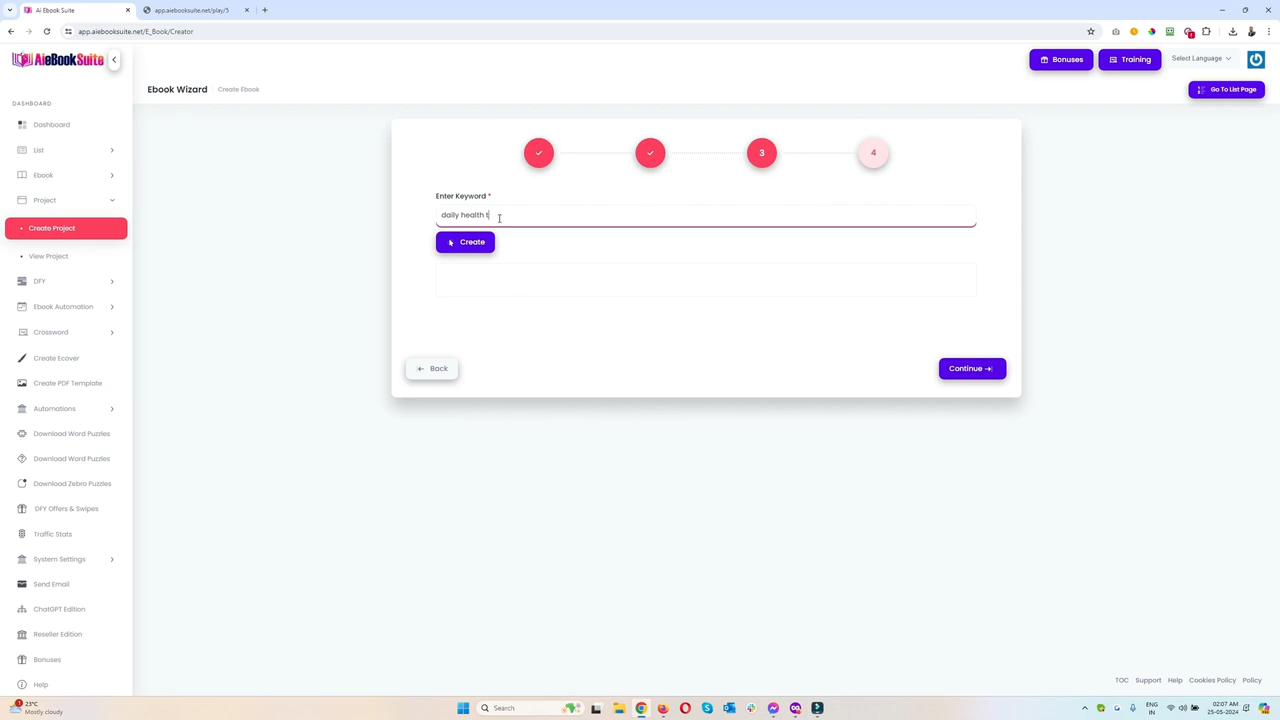 Ai Ebook Suite
app.aiebooksuite.net/play/5
app.aiebooksuite.net/E_Book/Creator
AieBookSuite
Bonuses
Training
Select Language
Ebook Wizard
Create Ebook
Go To List Page
DASHBOARD
Dashboard
List
Ebook
Project
Create Project
View Project
DFY
Ebook Automation
Crossword
Create Ecover
Create PDF Template
Automations
Download Word Puzzles
Download Word Puzzles
Download Zebro Puzzles
DFY Offers & Swipes
Traffic Stats
System Settings
Send Email
ChatGPT Edition
Reseller Edition
Bonuses
Help
3
4
Enter Keyword *
daily health t
Create
Back
Continue
TOC Support Help Cookies Policy Policy
23°C
Mostly cloudy
Search
ENG
IN
02:07 AM
25-05-2024